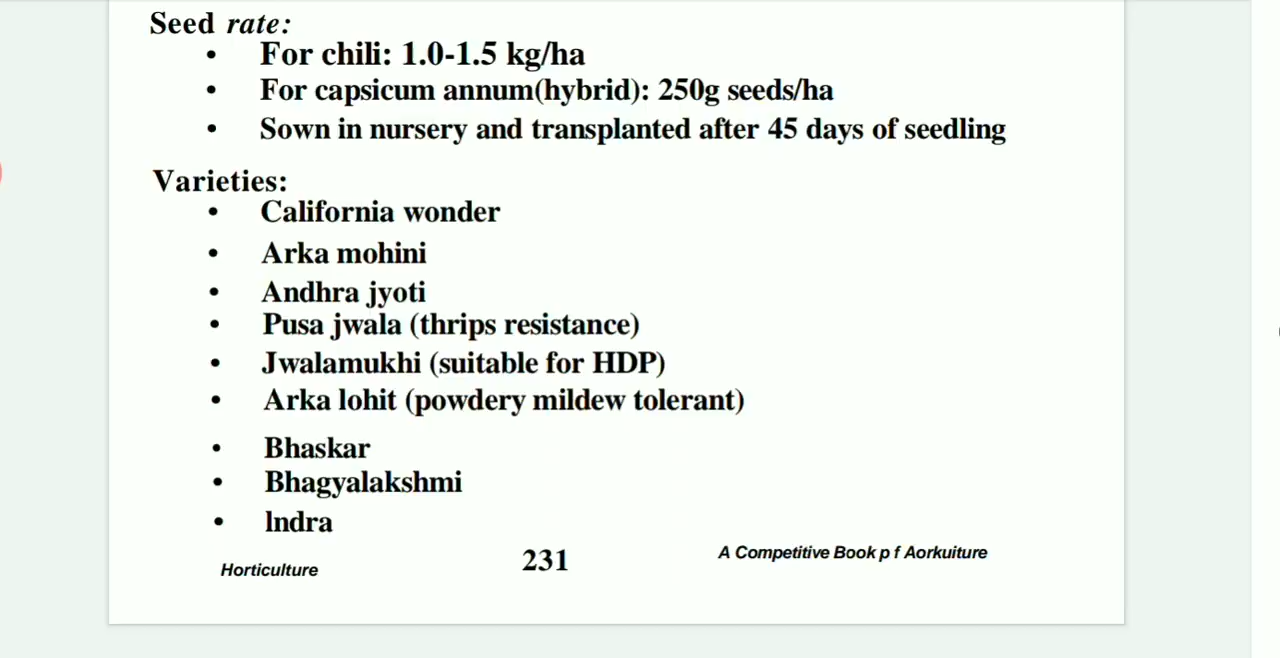 Seed rate:
• For chili: 1.0-1.5 kg/ha
• For capsicum annum(hybrid): 250g seeds/ha
• Sown in nursery and transplanted after 45 days of seedling
Varieties:
• California wonder
• Arka mohini
• Andhra jyoti
• Pusa jwala (thrips resistance)
• Jwalamukhi (suitable for HDP)
• Arka lohit (powdery mildew tolerant)
• Bhaskar
• Bhagyalakshmi
• lndra
Horticulture 231 A Competitive Book p f Aorkuiture